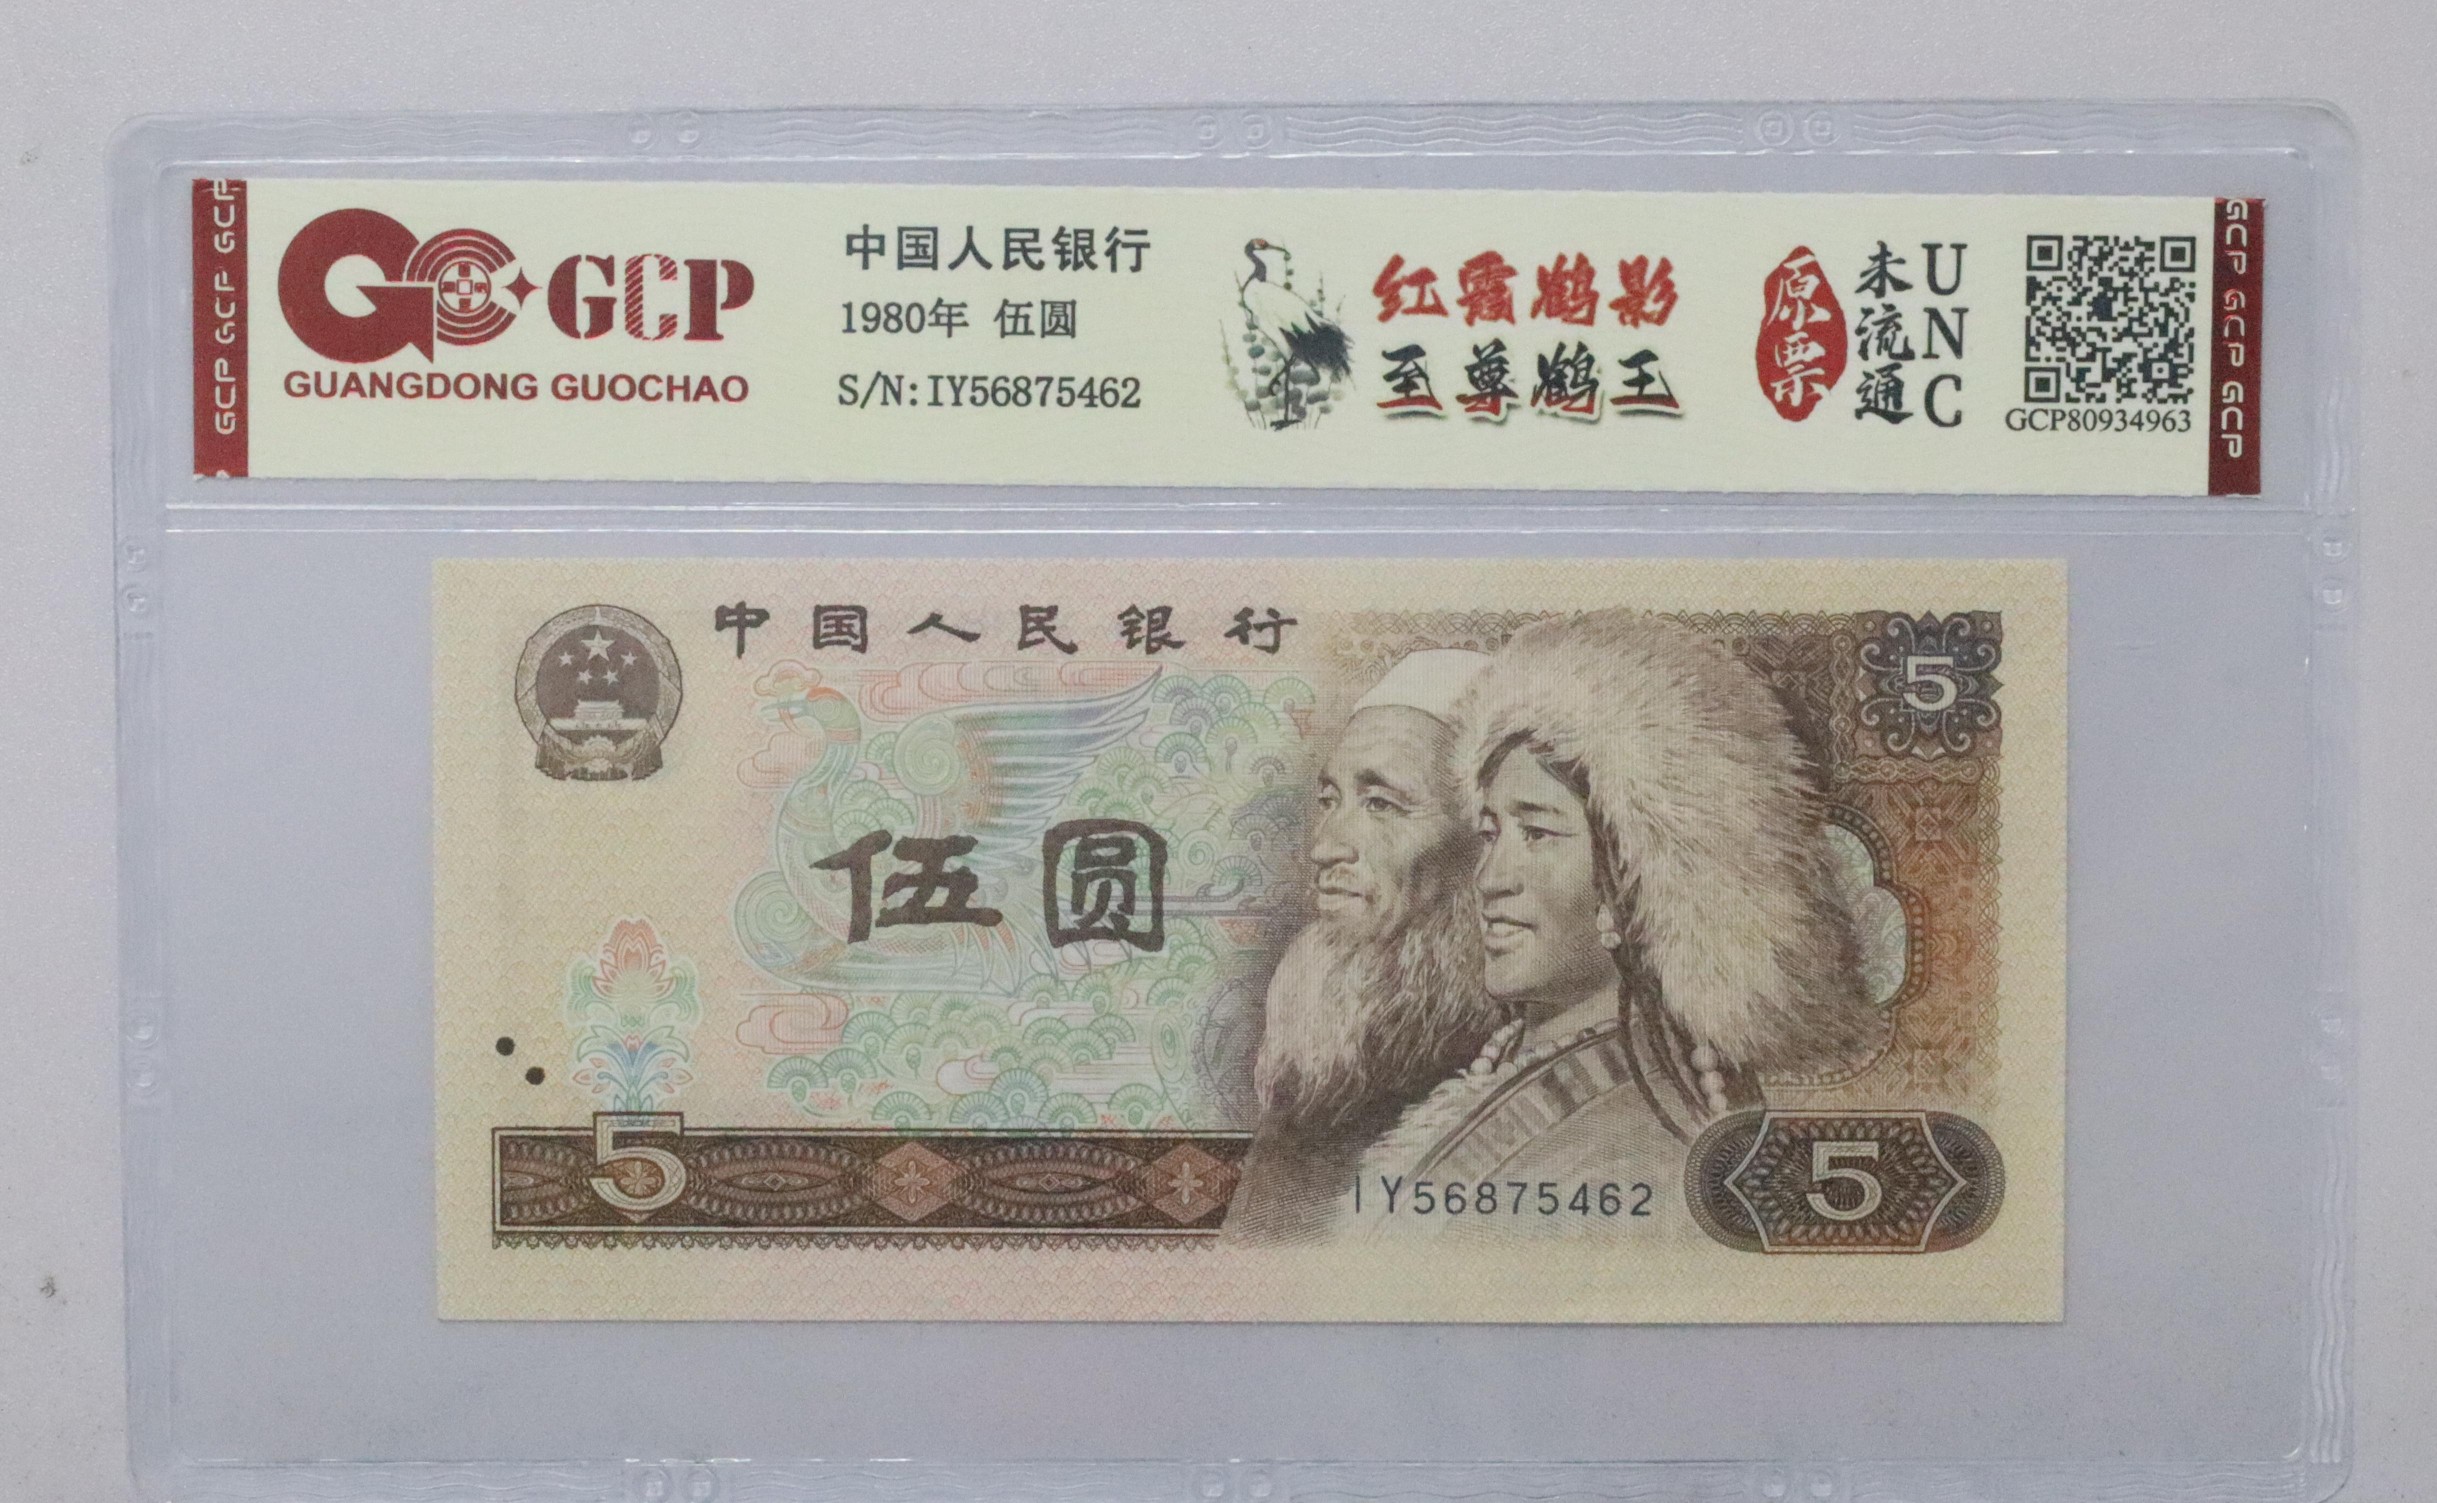 GCP GCP GCP
GCP
GUANGDONG GUOCHAO
中国人民银行
1980年 伍圆
S/N:IY56875462
红霞鹤影
至尊鹤王
原票
未流通
UNC
GCP80934963
GCP GCP GCP
中国人民银行
5
伍圆
5
IY56875462
5